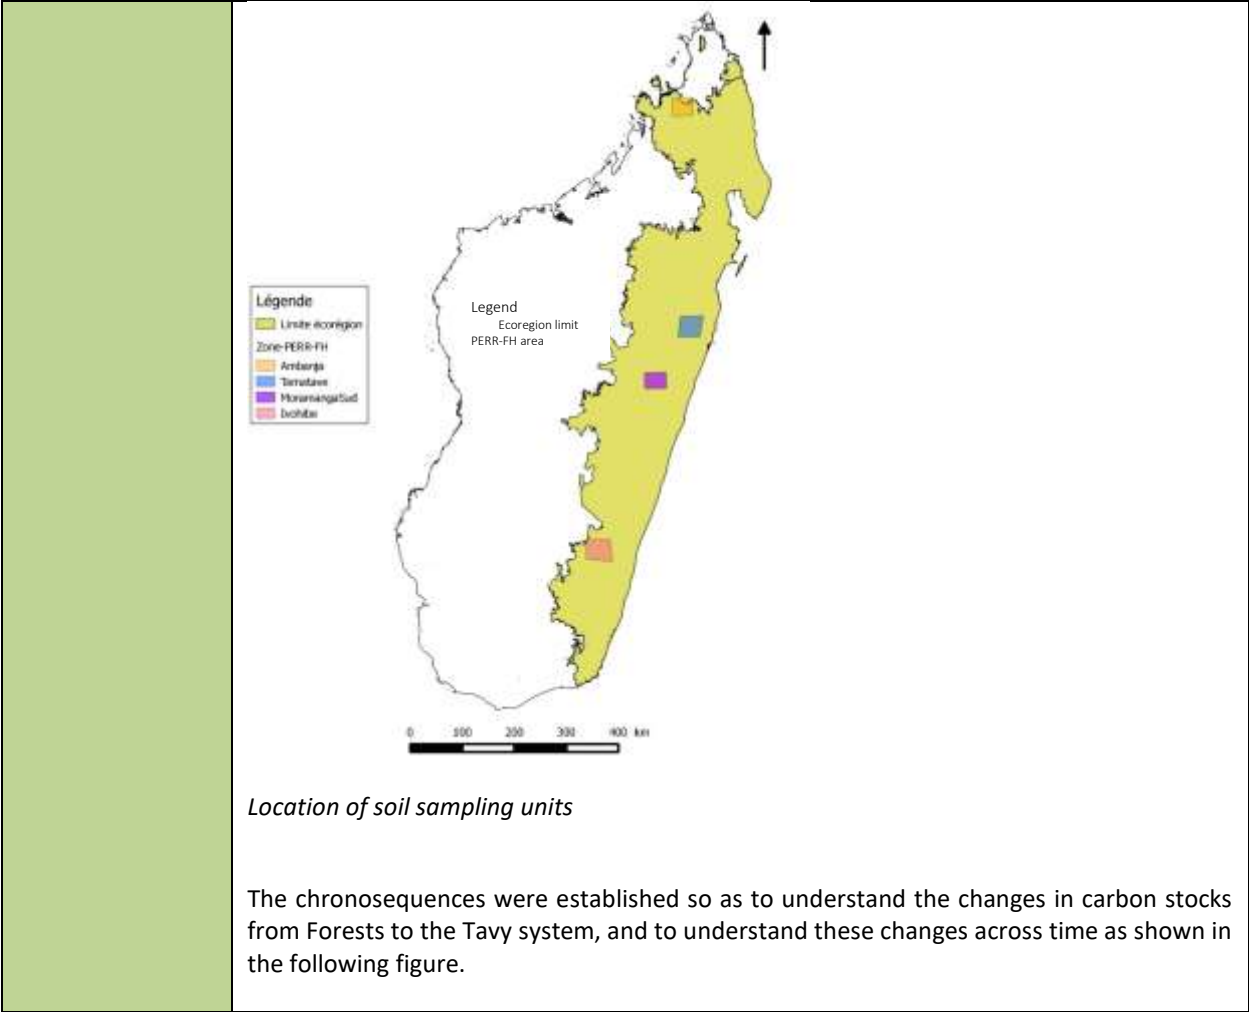 Légende
Limite écorégion
Zone-PERR-FH
Ambanja
Tamatave
MoramangaSud
Ivohibe
Legend
Ecoregion limit
PERR-FH area
0 100 200 300 400 km
Location of soil sampling units
The chronosequences were established so as to understand the changes in carbon stocks
from Forests to the Tavy system, and to understand these changes across time as shown in
the following figure.